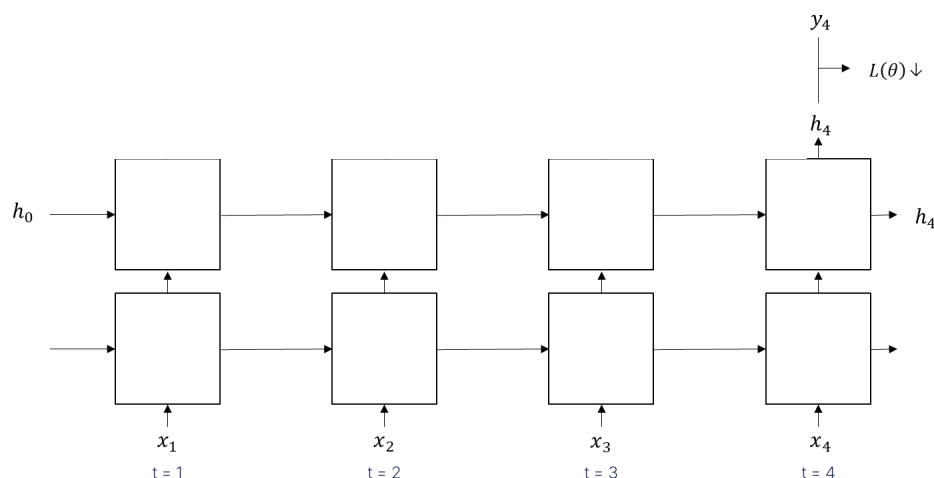 y₄
L(θ)↓
h₄
h₀
h₄
x₁ x₂ x₃ x₄
t = 1 t = 2 t = 3 t = 4